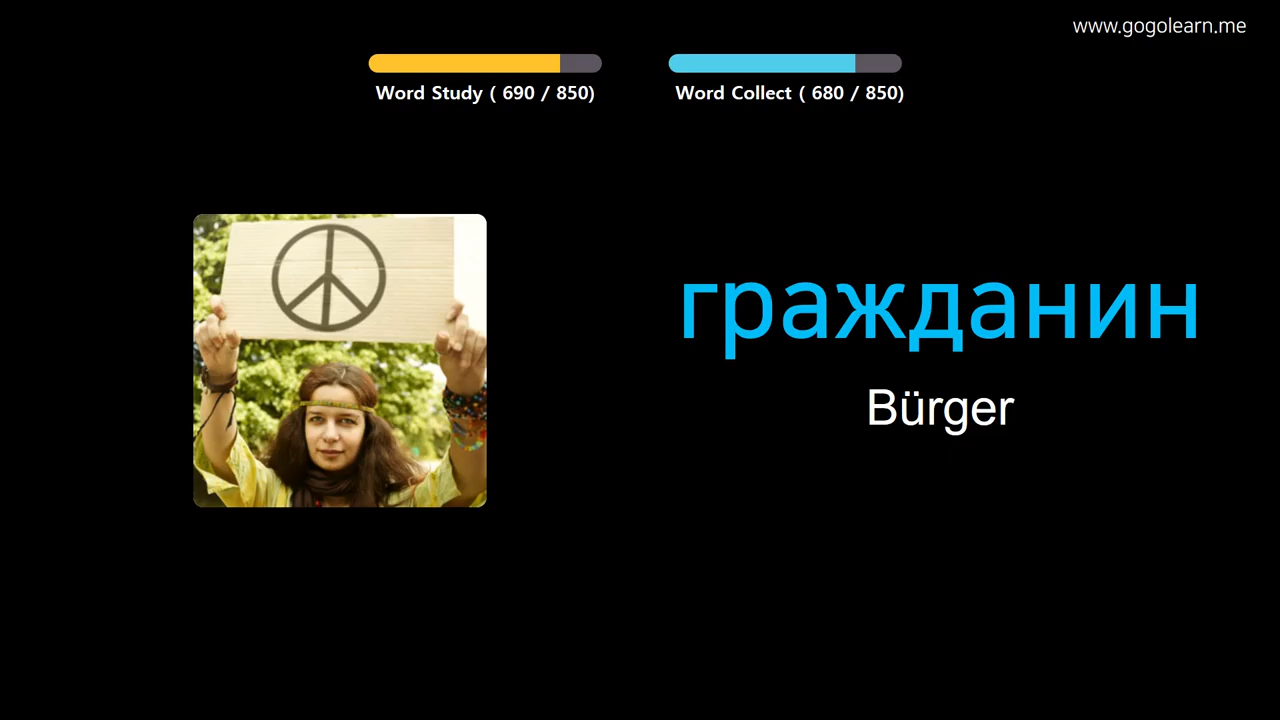 www.gogolearn.me
Word Study ( 690 / 850)
Word Collect ( 680 / 850)
гражданин
Bürger